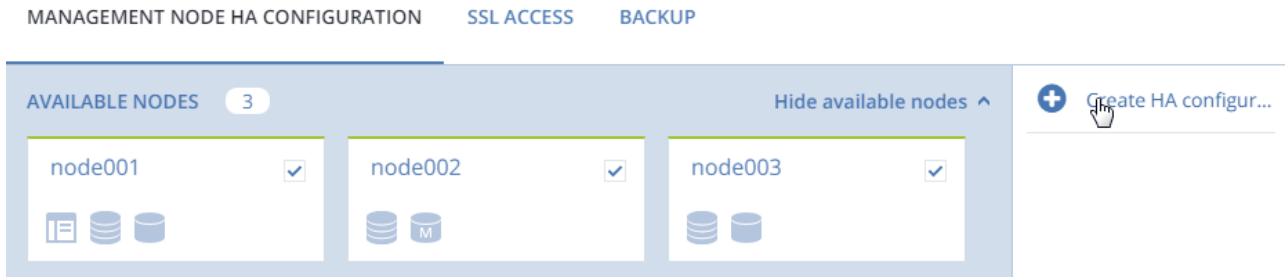 MANAGEMENT NODE HA CONFIGURATION SSL ACCESS BACKUP
AVAILABLE NODES 3 Hide available nodes
Create HA configur...
node001 node002 node003
M